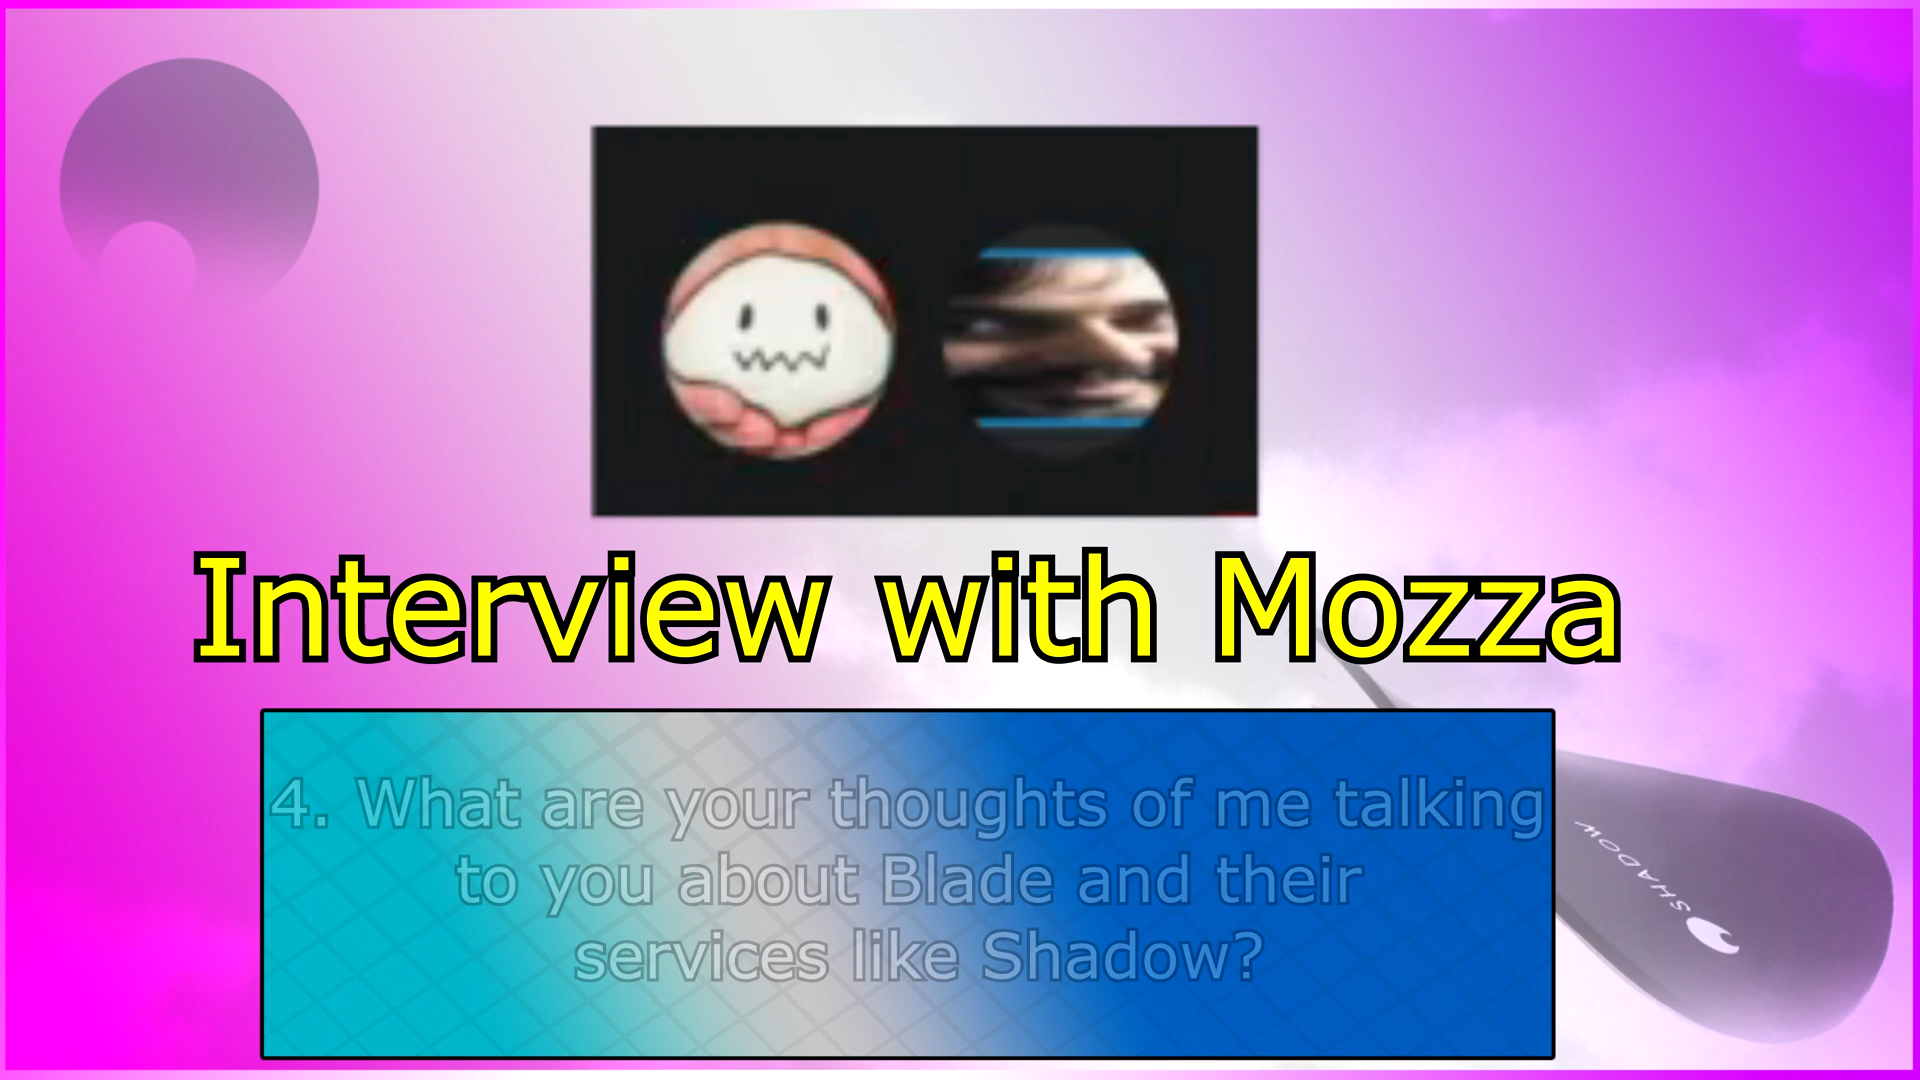 Interview with Mozza
4. What are your thoughts of me talking
to you about Blade and their
services like Shadow?
SHADOW